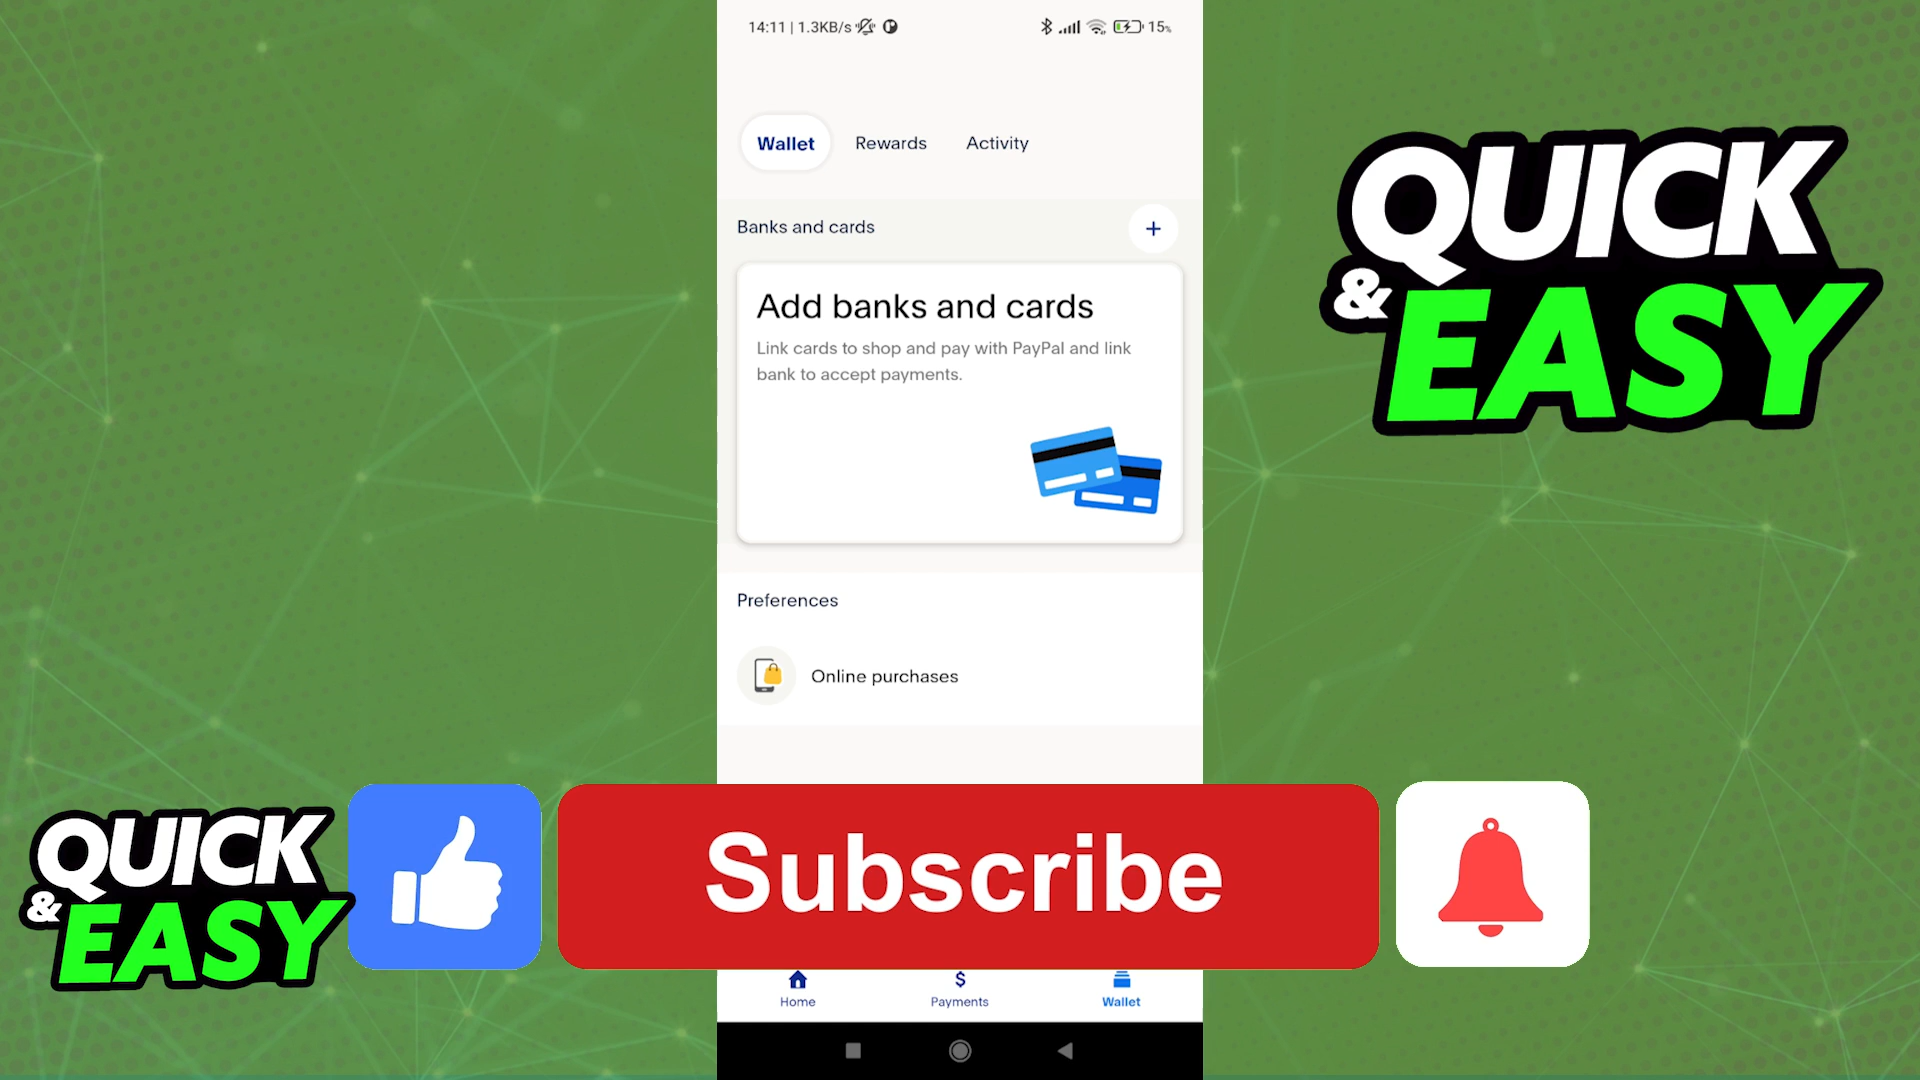 14:11 | 1.3KB/s
15%
Wallet
Rewards
Activity
Banks and cards
+
Add banks and cards
Link cards to shop and pay with PayPal and link
bank to accept payments.
Preferences
Online purchases
QUICK
& EASY
QUICK
& EASY
Subscribe
$
Home
Payments
Wallet